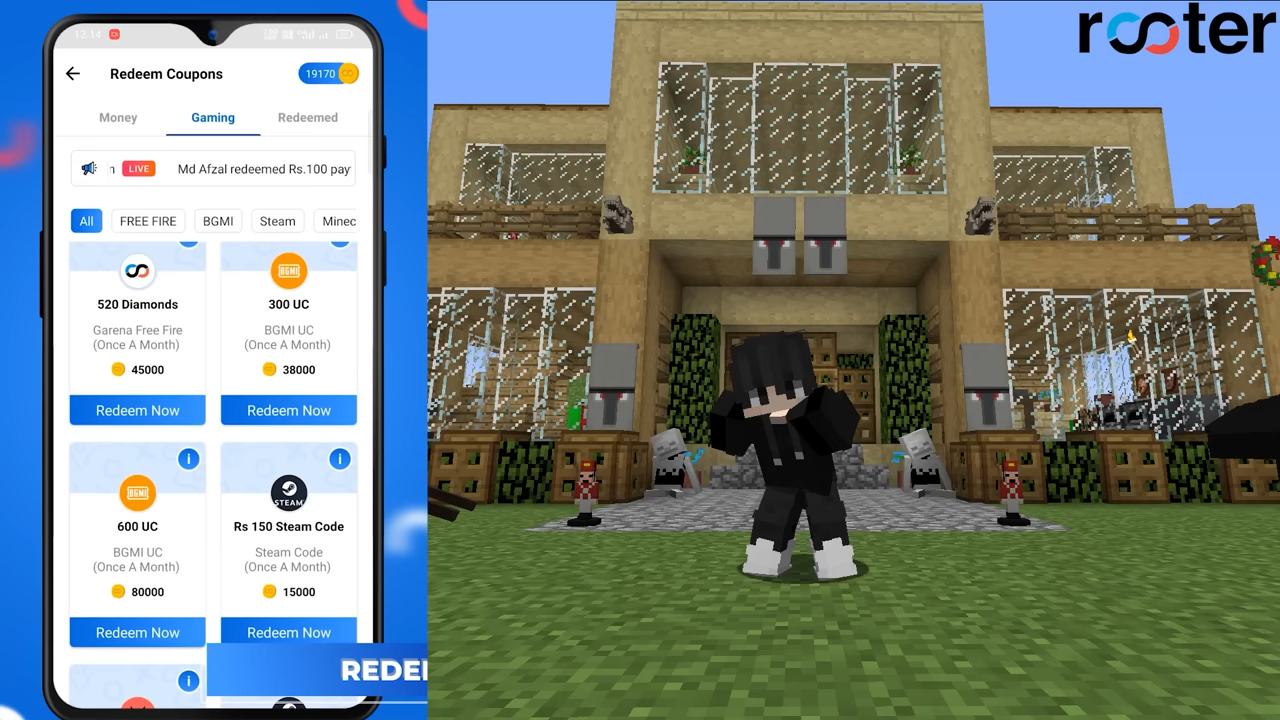 12:14
Redeem Coupons
19170
Money
Gaming
Redeemed
n LIVE Md Afzal redeemed Rs.100 pay
All
FREE FIRE
BGMI
Steam
Minec
520 Diamonds
Garena Free Fire
(Once A Month)
45000
Redeem Now
BGMI
300 UC
BGMI UC
(Once A Month)
38000
Redeem Now
BGMI
600 UC
BGMI UC
(Once A Month)
80000
Redeem Now
STEAM
Rs 150 Steam Code
Steam Code
(Once A Month)
15000
Redeem Now
REDE
rooter